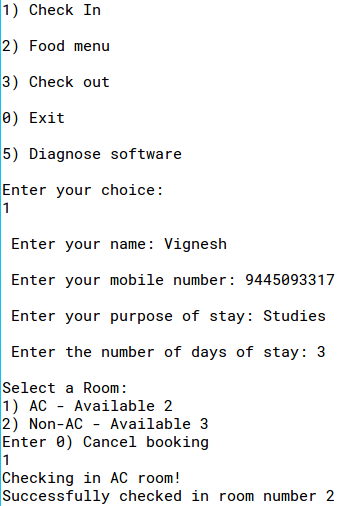 1) Check In
2) Food menu
3) Check out
0) Exit
5) Diagnose software
Enter your choice:
1
Enter your name: Vignesh
Enter your mobile number: 9445093317
Enter your purpose of stay: Studies
Enter the number of days of stay: 3
Select a Room:
1) AC - Available 2
2) Non-AC - Available 3
Enter 0) Cancel booking
1
Checking in AC room!
Successfully checked in room number 2